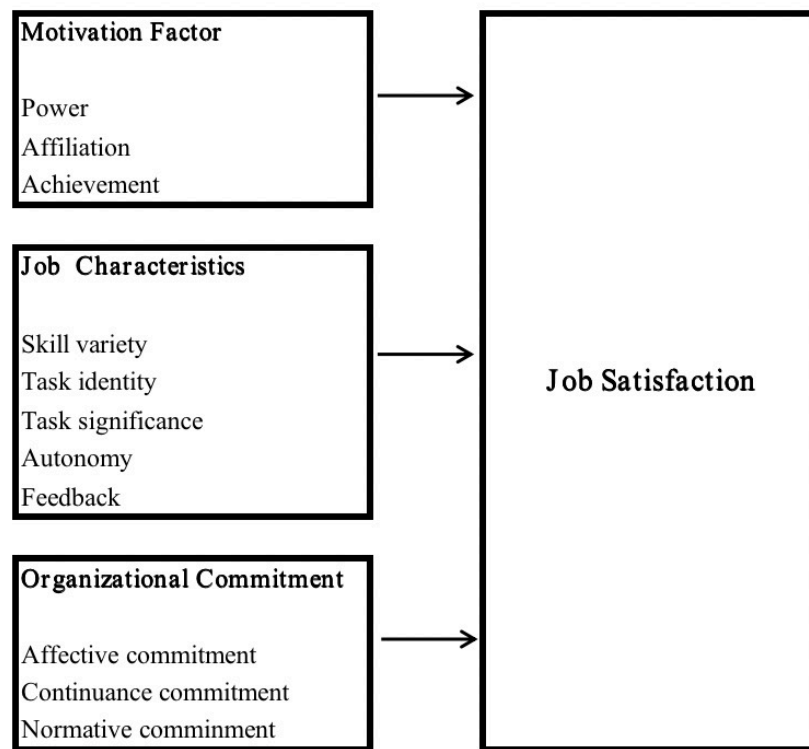 Motivation Factor
Power
Affiliation
Achievement
Job Characteristics
Skill variety
Task identity
Task significance
Autonomy
Feedback
Organizational Commitment
Affective commitment
Continuance commitment
Normative comminment
Job Satisfaction